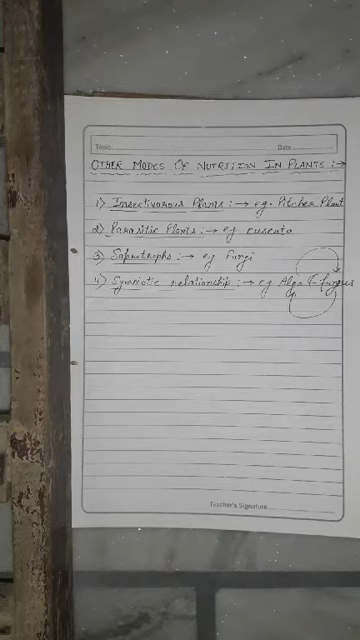 Topic Date
OTHER MODES OF NUTRITION IN PLANTS :→
1) Insectivorous Plants :→ eg. Pitcher Plant
2) Parasitic Plants :→ eg cuscuta
3) Saprotrophs :→ eg Fungi
4) Symmotic relationship :→ eg Alga & fungus
Teacher's Signature